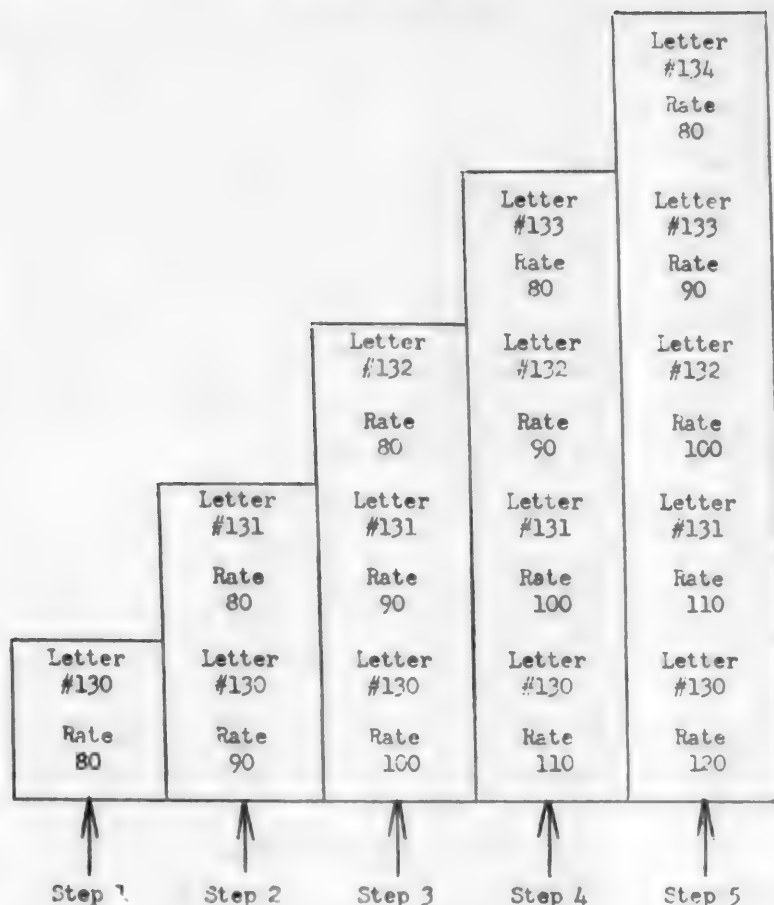 Letter
#130
Rate
80
Step 1
Letter
#131
Rate
80
Letter
#130
Rate
90
Step 2
Letter
#132
Rate
80
Letter
#131
Rate
90
Letter
#130
Rate
100
Step 3
Letter
#133
Rate
80
Letter
#132
Rate
90
Letter
#131
Rate
100
Letter
#130
Rate
110
Step 4
Letter
#134
Rate
80
Letter
#133
Rate
90
Letter
#132
Rate
100
Letter
#131
Rate
110
Letter
#130
Rate
120
Step 5